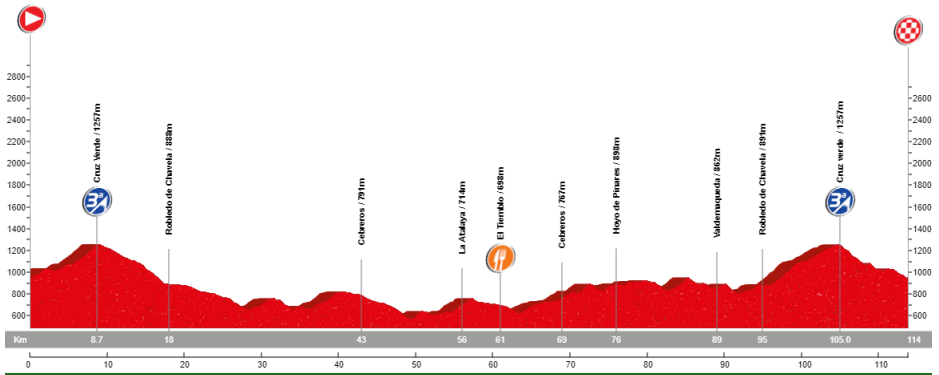 2800
2600
2400
2200
2000
1800
1600
1400
1200
1000
800
600
Cruz Verde / 1257m
Robledo de Chavela / 888m
Cebreros / 791m
La Atalaya / 714m
El Tiemblo / 698m
Cebreros / 767m
Hoyo de Pinares / 898m
Valdemaqueda / 862m
Robledo de Chavela / 891m
Cruz verde / 1257m
3ª
3ª
2800
2600
2400
2200
2000
1800
1600
1400
1200
1000
800
600
Km 8.7 18 43 56 61 69 76 89 95 105.0 114
0 10 20 30 40 50 60 70 80 90 100 110